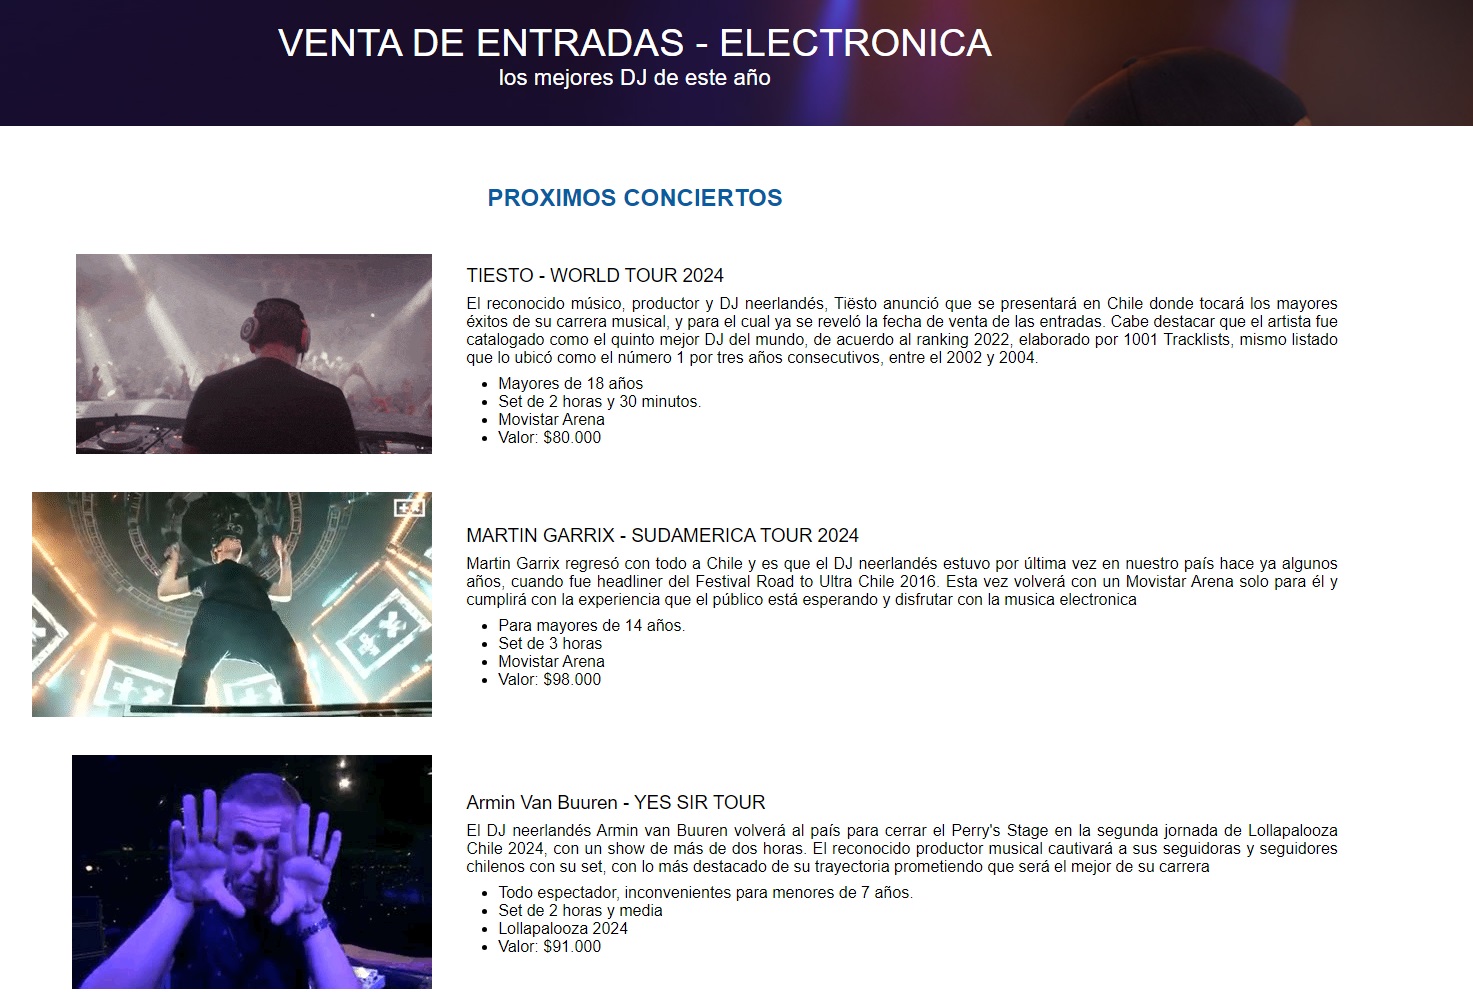 VENTA DE ENTRADAS - ELECTRONICA
los mejores DJ de este año
PROXIMOS CONCIERTOS
TIESTO - WORLD TOUR 2024
El reconocido músico, productor y DJ neerlandés, Tiësto anunció que se presentará en Chile donde tocará los mayores
éxitos de su carrera musical, y para el cual ya se reveló la fecha de venta de las entradas. Cabe destacar que el artista fue
catalogado como el quinto mejor DJ del mundo, de acuerdo al ranking 2022, elaborado por 1001 Tracklists, mismo listado
que lo ubicó como el número 1 por tres años consecutivos, entre el 2002 y 2004.
• Mayores de 18 años
• Set de 2 horas y 30 minutos.
• Movistar Arena
• Valor: $80.000
MARTIN GARRIX - SUDAMERICA TOUR 2024
Martin Garrix regresó con todo a Chile y es que el DJ neerlandés estuvo por última vez en nuestro país hace ya algunos
años, cuando fue headliner del Festival Road to Ultra Chile 2016. Esta vez volverá con un Movistar Arena solo para él y
cumplirá con la experiencia que el público está esperando y disfrutar con la musica electronica
• Para mayores de 14 años.
• Set de 3 horas
• Movistar Arena
• Valor: $98.000
Armin Van Buuren - YES SIR TOUR
El DJ neerlandés Armin van Buuren volverá al país para cerrar el Perry's Stage en la segunda jornada de Lollapalooza
Chile 2024, con un show de más de dos horas. El reconocido productor musical cautivará a sus seguidoras y seguidores
chilenos con su set, con lo más destacado de su trayectoria prometiendo que será el mejor de su carrera
• Todo espectador, inconvenientes para menores de 7 años.
• Set de 2 horas y media
• Lollapalooza 2024
• Valor: $91.000